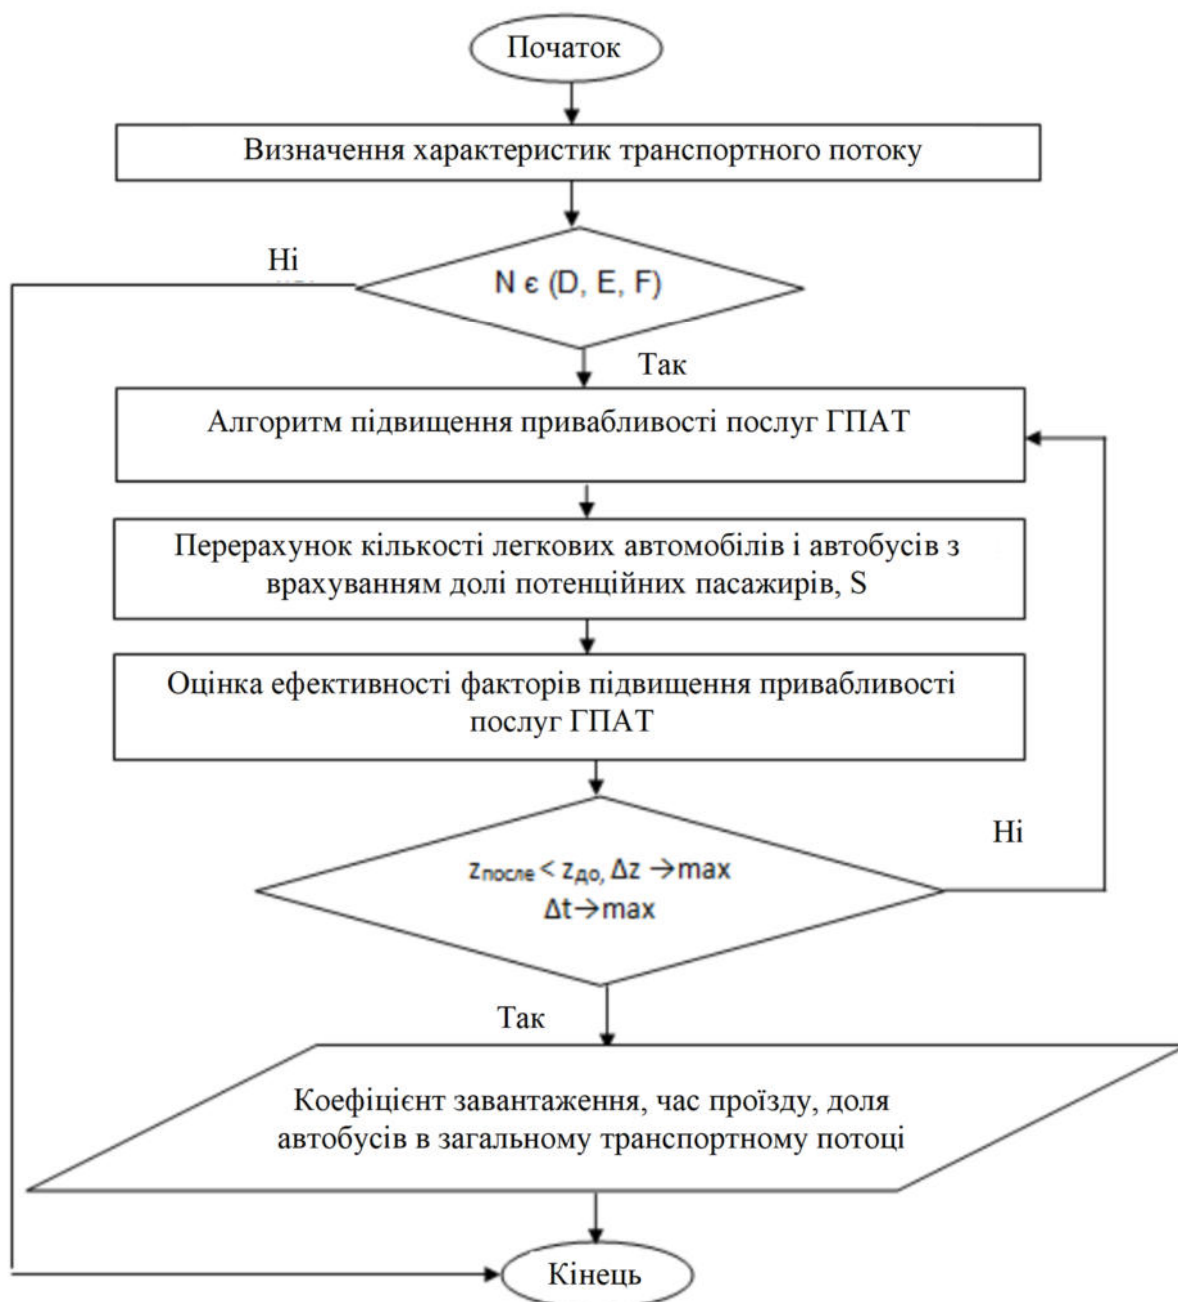 Початок
Визначення характеристик транспортного потоку
Ні
N є (D, E, F)
Так
Алгоритм підвищення привабливості послуг ГПАТ
Перерахунок кількості легкових автомобілів і автобусів з
врахуванням долі потенційних пасажирів, S
Оцінка ефективності факторів підвищення привабливості
послуг ГПАТ
Ні
zпосле < zдо, Δz →max
Δt→max
Так
Коефіцієнт завантаження, час проїзду, доля
автобусів в загальному транспортному потоці
Кінець